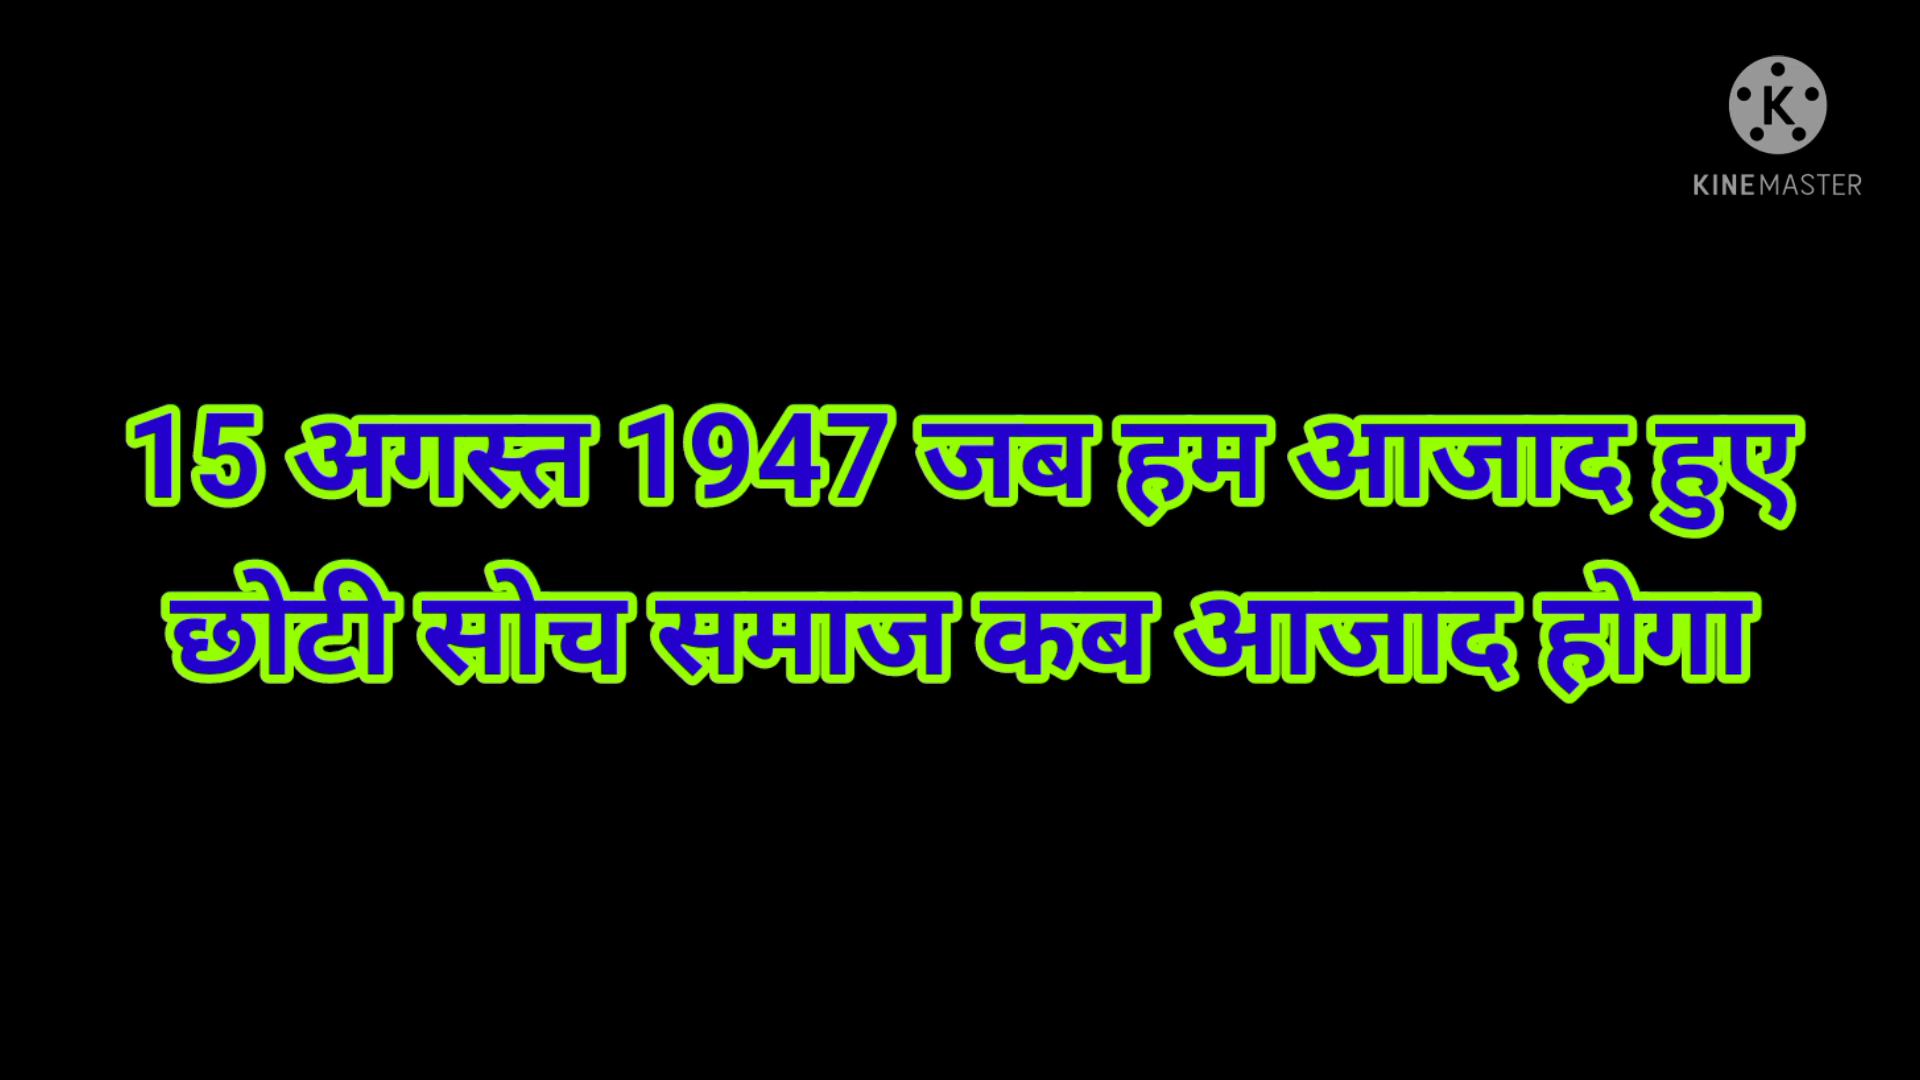 KINEMASTER
15 अगस्त 1947 जब हम आजाद हुए
छोटी सोच समाज कब आजाद होगा